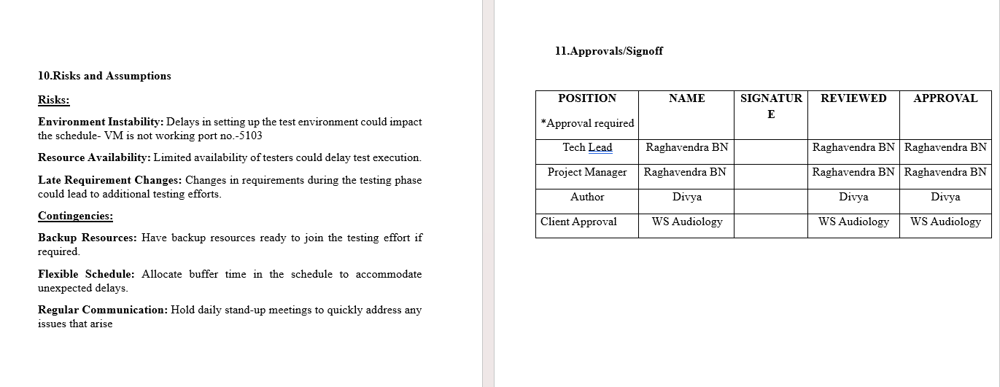 10.Risks and Assumptions
Risks:
Environment Instability: Delays in setting up the test environment could impact
the schedule- VM is not working port no.-5103
Resource Availability: Limited availability of testers could delay test execution.
Late Requirement Changes: Changes in requirements during the testing phase
could lead to additional testing efforts.
Contingencies:
Backup Resources: Have backup resources ready to join the testing effort if
required.
Flexible Schedule: Allocate buffer time in the schedule to accommodate
unexpected delays.
Regular Communication: Hold daily stand-up meetings to quickly address any
issues that arise
11.Approvals/Signoff
POSITION NAME SIGNATUR REVIEWED APPROVAL
E
*Approval required
Tech Lead Raghavendra BN Raghavendra BN Raghavendra BN
Project Manager Raghavendra BN Raghavendra BN Raghavendra BN
Author Divya Divya Divya
Client Approval WS Audiology WS Audiology WS Audiology